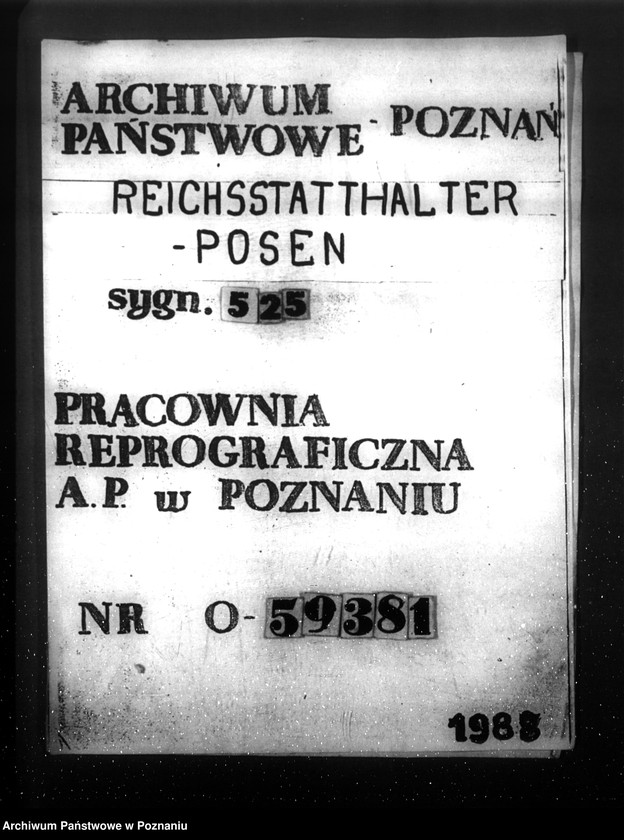 ARCHIWUM
PAŃSTWOWE - POZNAŃ
REICHSSTATTHALTER
-POSEN
sygn. 525
PRACOWNIA
REPROGRAFICZNA
A.P. w POZNANIU
NR O-59381
1988
Archiwum Państwowe w Poznaniu